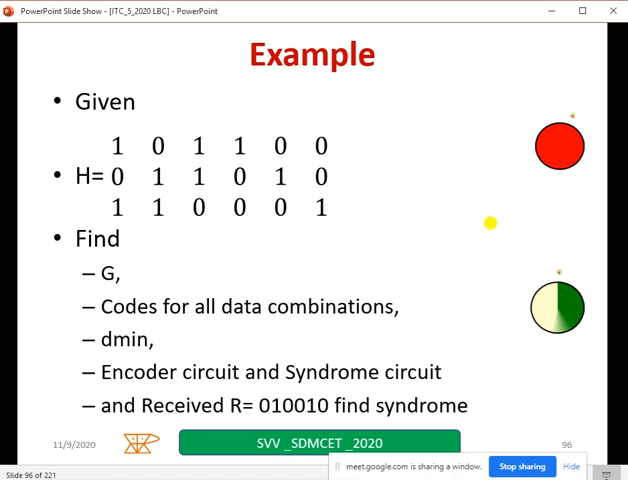 PowerPoint Slide Show - [ITC_5_2020 LBC] - PowerPoint
Example
• Given
1 0 1 1 0 0
• H= 0 1 1 0 1 0
1 1 0 0 0 1
• Find
– G,
– Codes for all data combinations,
– dmin,
– Encoder circuit and Syndrome circuit
– and Received R= 010010 find syndrome
11/9/2020
SVV _SDMCET _2020
96
meet.google.com is sharing a window.
Stop sharing
Hide
Slide 96 of 221